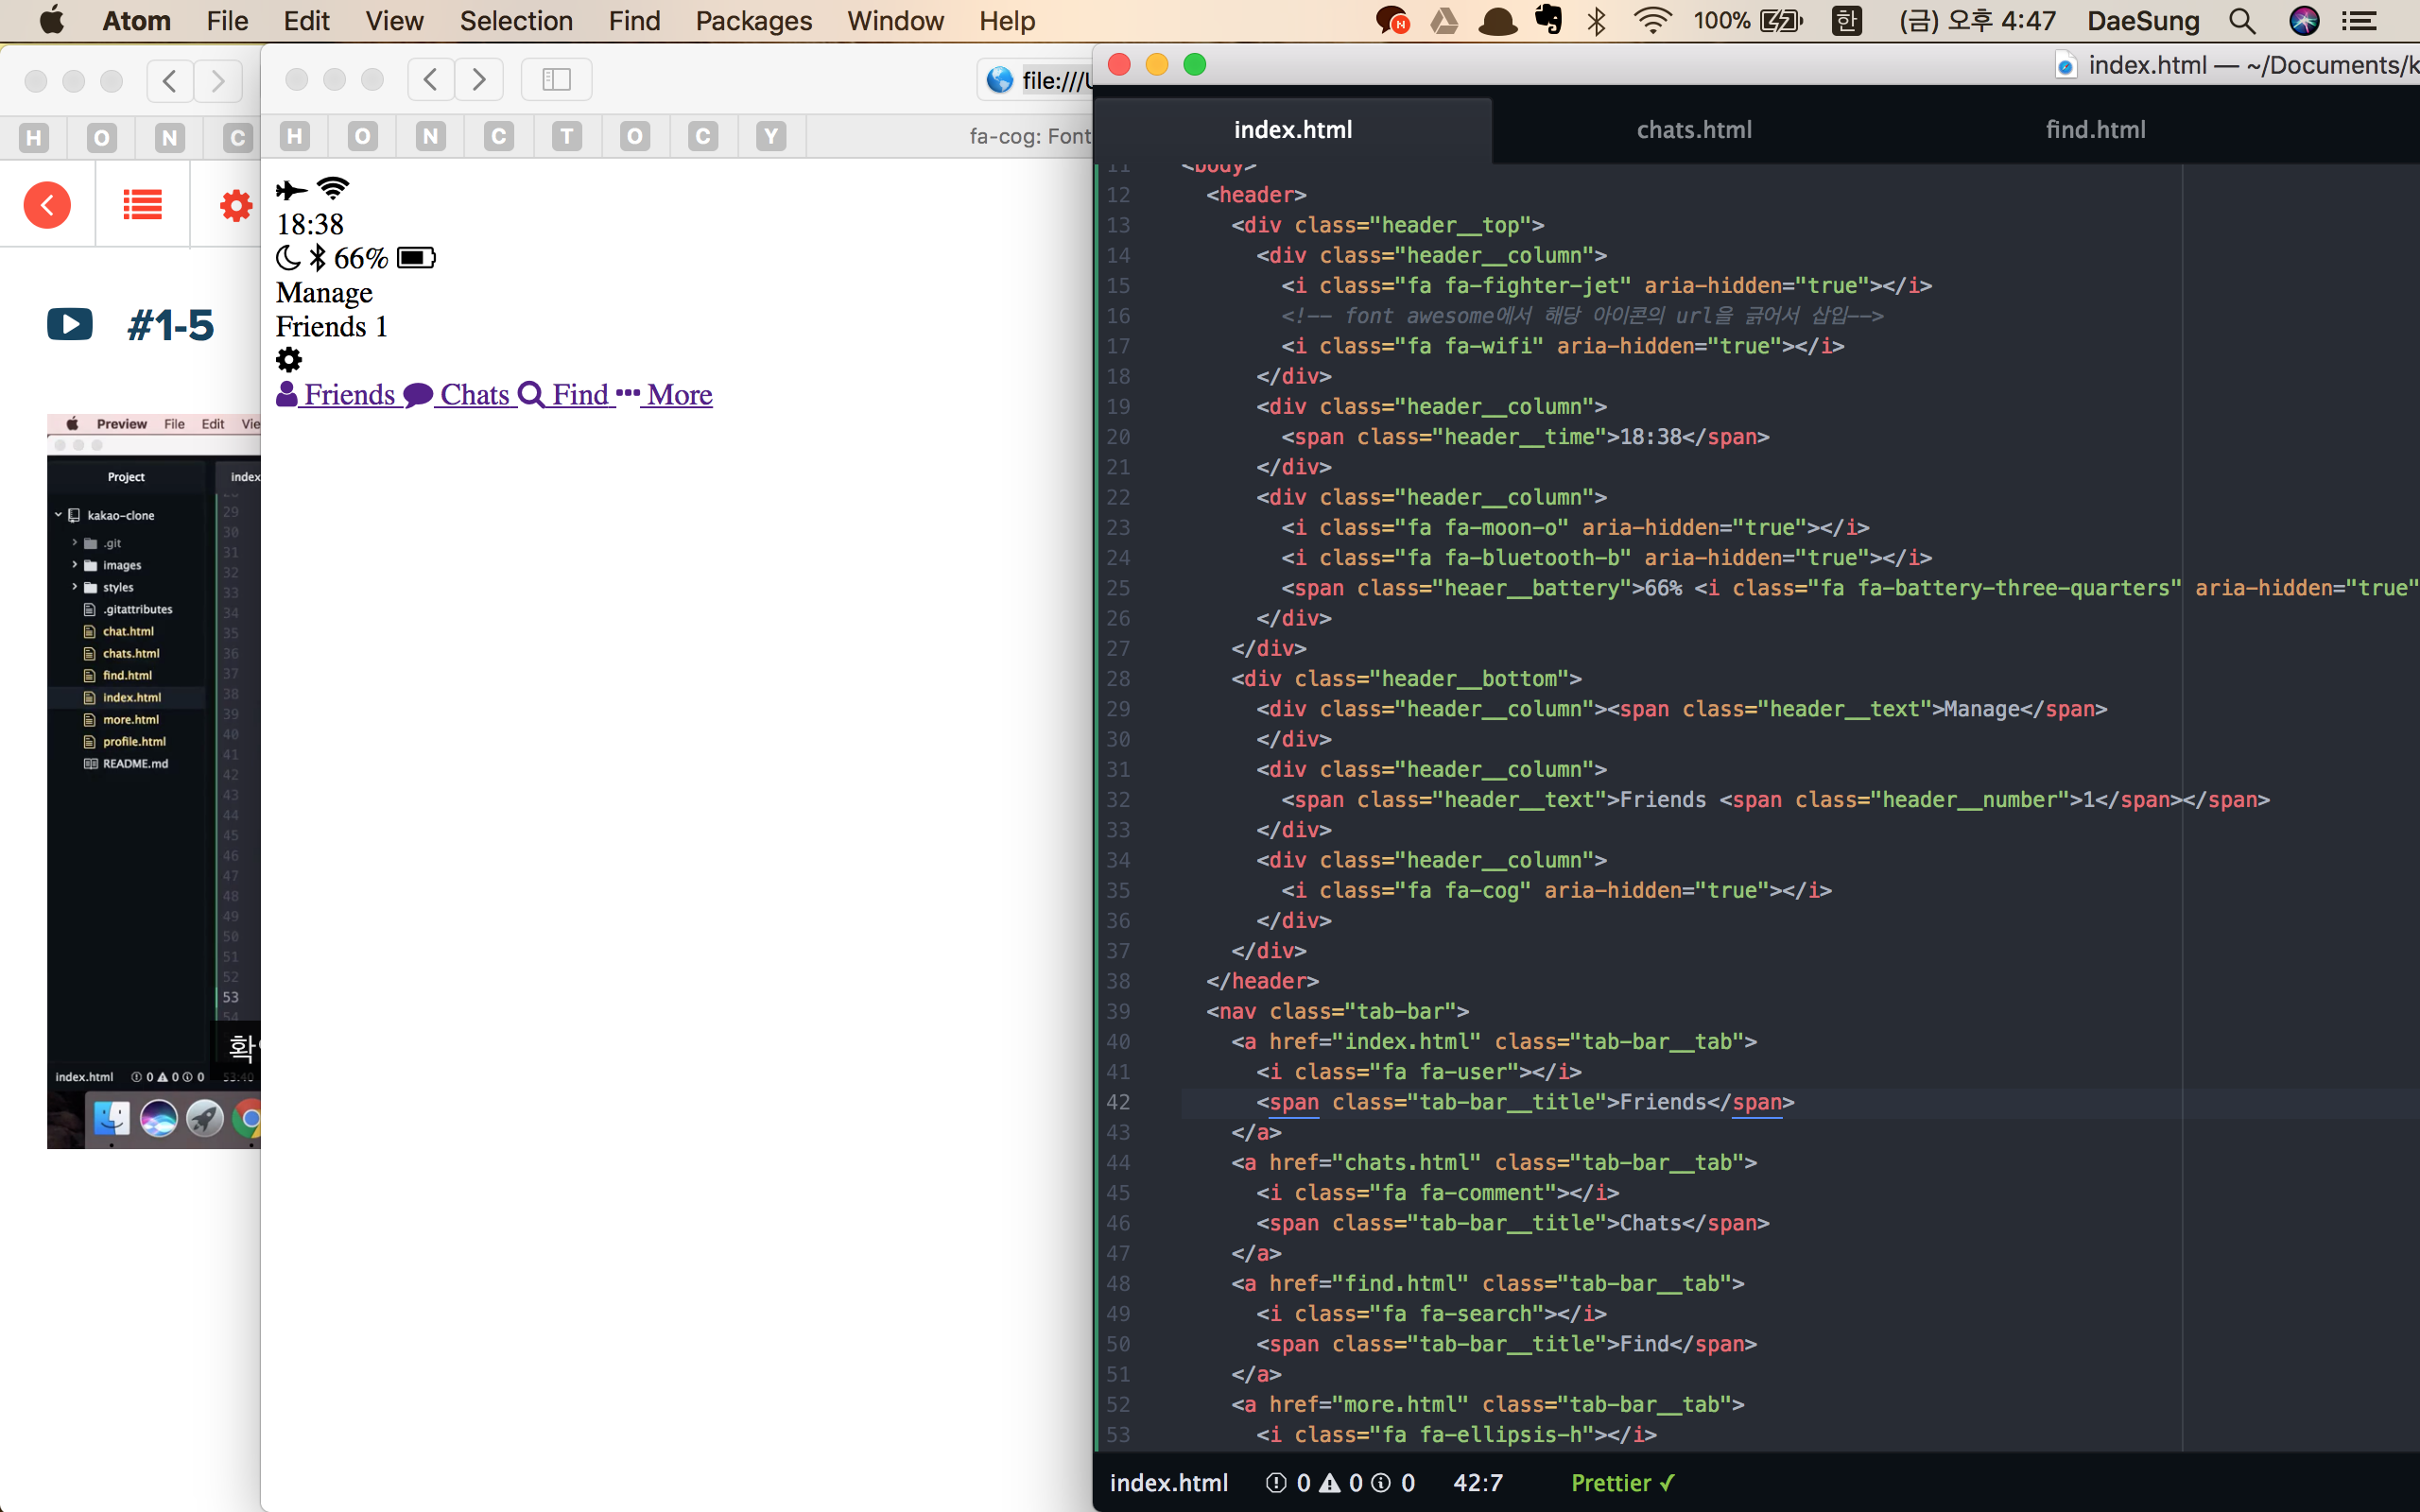 Atom File Edit View Selection Find Packages Window Help N 100% 한 (금) 오후 4:47 DaeSung
H O N C
#1-5
Preview File Edit Vie
Project
index
kakao-clone
.git
images
styles
.gitattributes
chat.html
chats.html
find.html
index.html
more.html
profile.html
README.md
29
30
31
32
33
34
35
36
37
38
39
40
41
42
43
44
45
46
47
48
49
50
51
52
53
54
index.html 0 0 0 53:40
file:///U
H O N C T O C Y fa-cog: Font
18:38
66%
Manage
Friends 1
Friends Chats Find More
index.html — ~/Documents/k
index.html chats.html find.html
11 <body>
12 <header>
13 <div class="header__top">
14 <div class="header__column">
15 <i class="fa fa-fighter-jet" aria-hidden="true"></i>
16 <!-- font awesome에서 해당 아이콘의 url을 긁어서 삽입-->
17 <i class="fa fa-wifi" aria-hidden="true"></i>
18 </div>
19 <div class="header__column">
20 <span class="header__time">18:38</span>
21 </div>
22 <div class="header__column">
23 <i class="fa fa-moon-o" aria-hidden="true"></i>
24 <i class="fa fa-bluetooth-b" aria-hidden="true"></i>
25 <span class="heaer__battery">66% <i class="fa fa-battery-three-quarters" aria-hidden="true"
26 </div>
27 </div>
28 <div class="header__bottom">
29 <div class="header__column"><span class="header__text">Manage</span>
30 </div>
31 <div class="header__column">
32 <span class="header__text">Friends <span class="header__number">1</span></span>
33 </div>
34 <div class="header__column">
35 <i class="fa fa-cog" aria-hidden="true"></i>
36 </div>
37 </div>
38 </header>
39 <nav class="tab-bar">
40 <a href="index.html" class="tab-bar__tab">
41 <i class="fa fa-user"></i>
42 <span class="tab-bar__title">Friends</span>
43 </a>
44 <a href="chats.html" class="tab-bar__tab">
45 <i class="fa fa-comment"></i>
46 <span class="tab-bar__title">Chats</span>
47 </a>
48 <a href="find.html" class="tab-bar__tab">
49 <i class="fa fa-search"></i>
50 <span class="tab-bar__title">Find</span>
51 </a>
52 <a href="more.html" class="tab-bar__tab">
53 <i class="fa fa-ellipsis-h"></i>
index.html 0 0 0 42:7 Prettier ✓